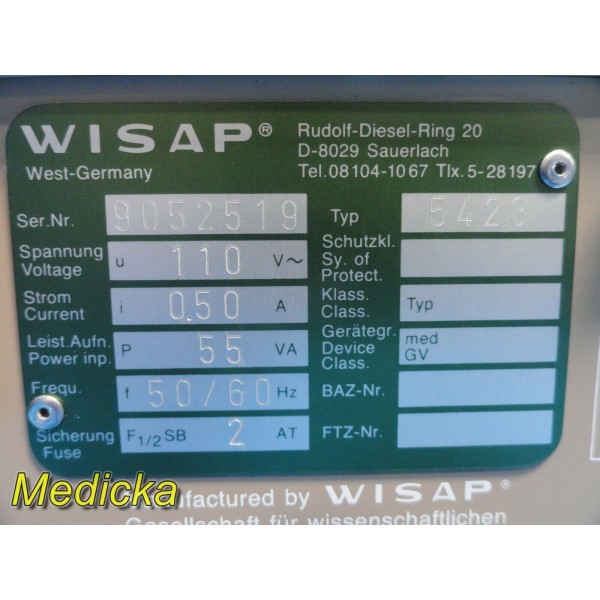 WISAP®
West-Germany
Rudolf-Diesel-Ring 20
D-8029 Sauerlach
Tel. 08104-1067 Tlx. 5-28197
Ser.Nr. 9052519
Spannung
Voltage u 110 V~
Strom
Current i 0.50 A
Leist.Aufn.
Power inp. P 55 VA
Frequ. f 50/60 Hz
Sicherung
Fuse F1/2 SB 2 AT
Typ 5423
Schutzkl.
Sy. of
Protect.
Klass.
Class. Typ
Gerätegr.
Device
Class. med
GV
BAZ-Nr.
FTZ-Nr.
Medicka
nufactured by WISAP®
Gesellschaft für wissenschaftlichen